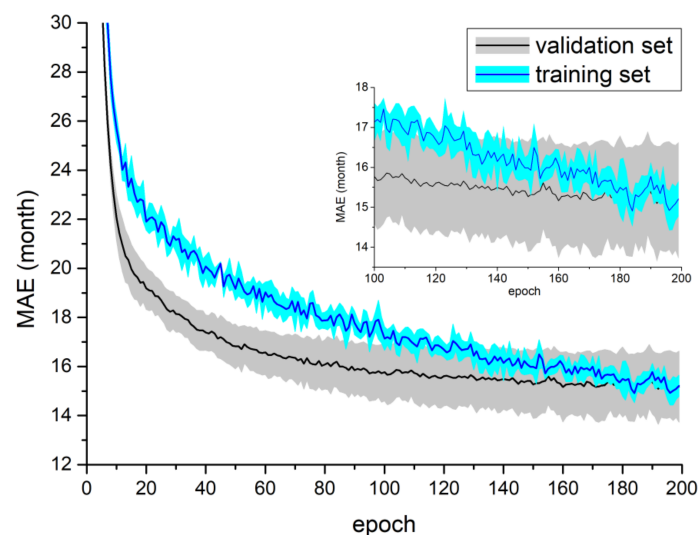 validation set
training set
30
28
26
24
22
20
18
16
14
12
MAE (month)
0 20 40 60 80 100 120 140 160 180 200
epoch
18
17
16
15
14
MAE (month)
100 120 140 160 180 200
epoch